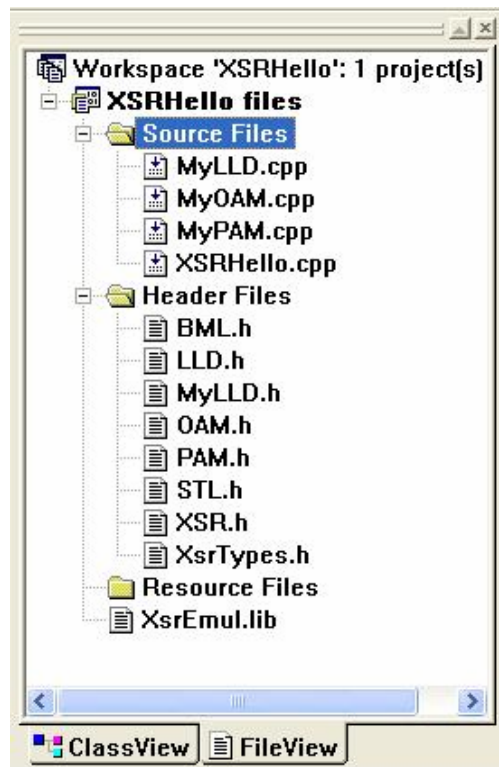 Workspace 'XSRHello': 1 project(s)
XSRHello files
Source Files
MyLLD.cpp
MyOAM.cpp
MyPAM.cpp
XSRHello.cpp
Header Files
BML.h
LLD.h
MyLLD.h
OAM.h
PAM.h
STL.h
XSR.h
XsrTypes.h
Resource Files
XsrEmul.lib
ClassView FileView